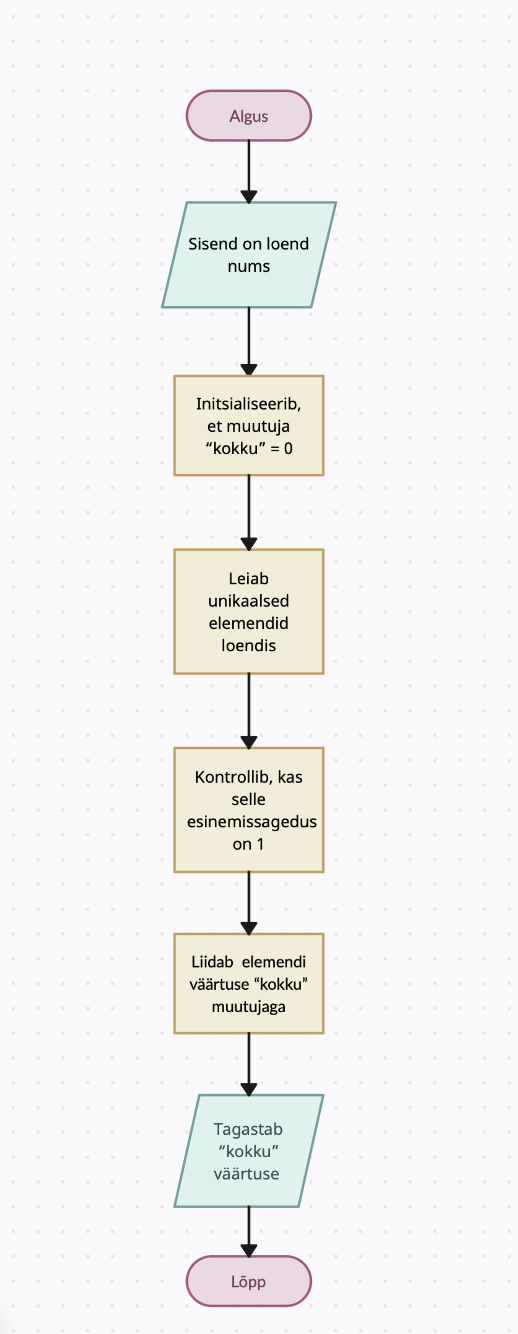 Algus
Sisend on loend
nums
Initsialiseerib,
et muutuja
“kokku” = 0
Leiab
unikaalsed
elemendid
loendis
Kontrollib, kas
selle
esinemissagedus
on 1
Liidab elemendi
väärtuse “kokku”
muutujaga
Tagastab
“kokku”
väärtuse
Lõpp